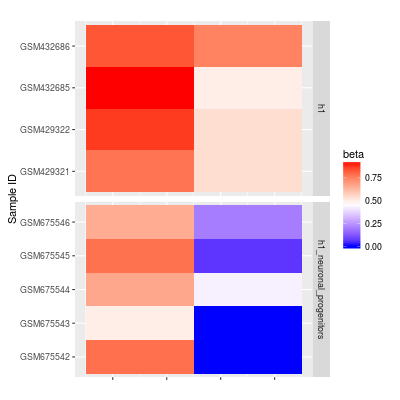 GSM432686
GSM432685
GSM429322
GSM429321
h1
GSM675546
GSM675545
GSM675544
GSM675543
GSM675542
h1_neuronal_progenitors
Sample ID
beta
0.75
0.50
0.25
0.00